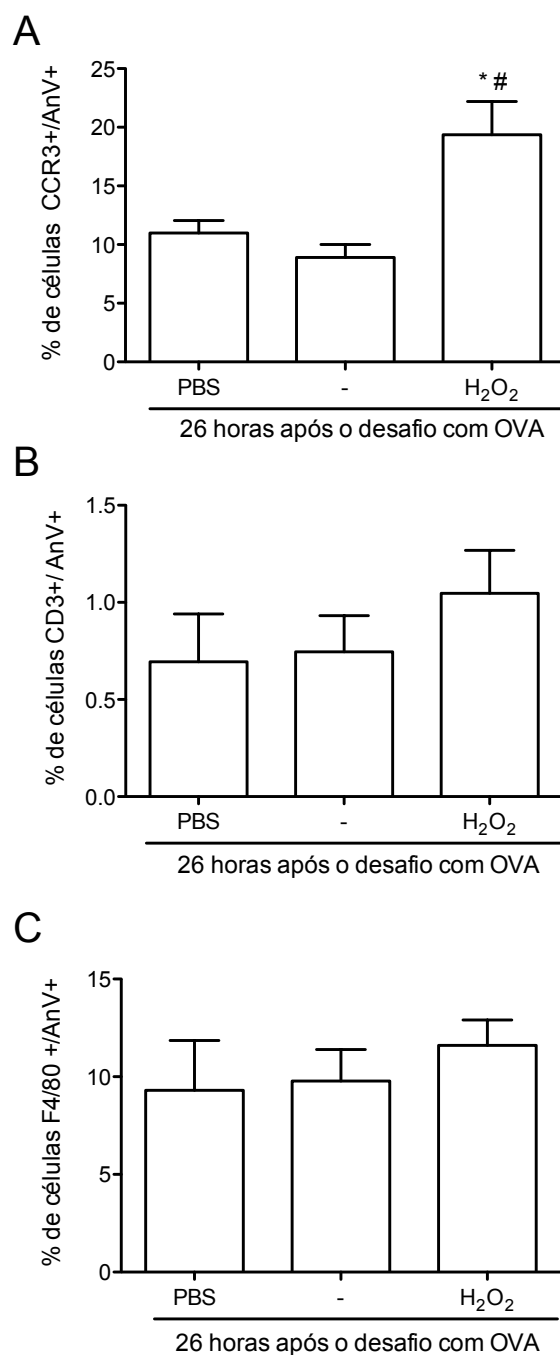 A
% de células CCR3+/AnV+
25
20
15
10
5
0
* #
PBS - H₂O₂
26 horas após o desafio com OVA
B
% de células CD3+/ AnV+
1.5
1.0
0.5
0.0
PBS - H₂O₂
26 horas após o desafio com OVA
C
% de células F4/80 +/AnV+
15
10
5
0
PBS - H₂O₂
26 horas após o desafio com OVA